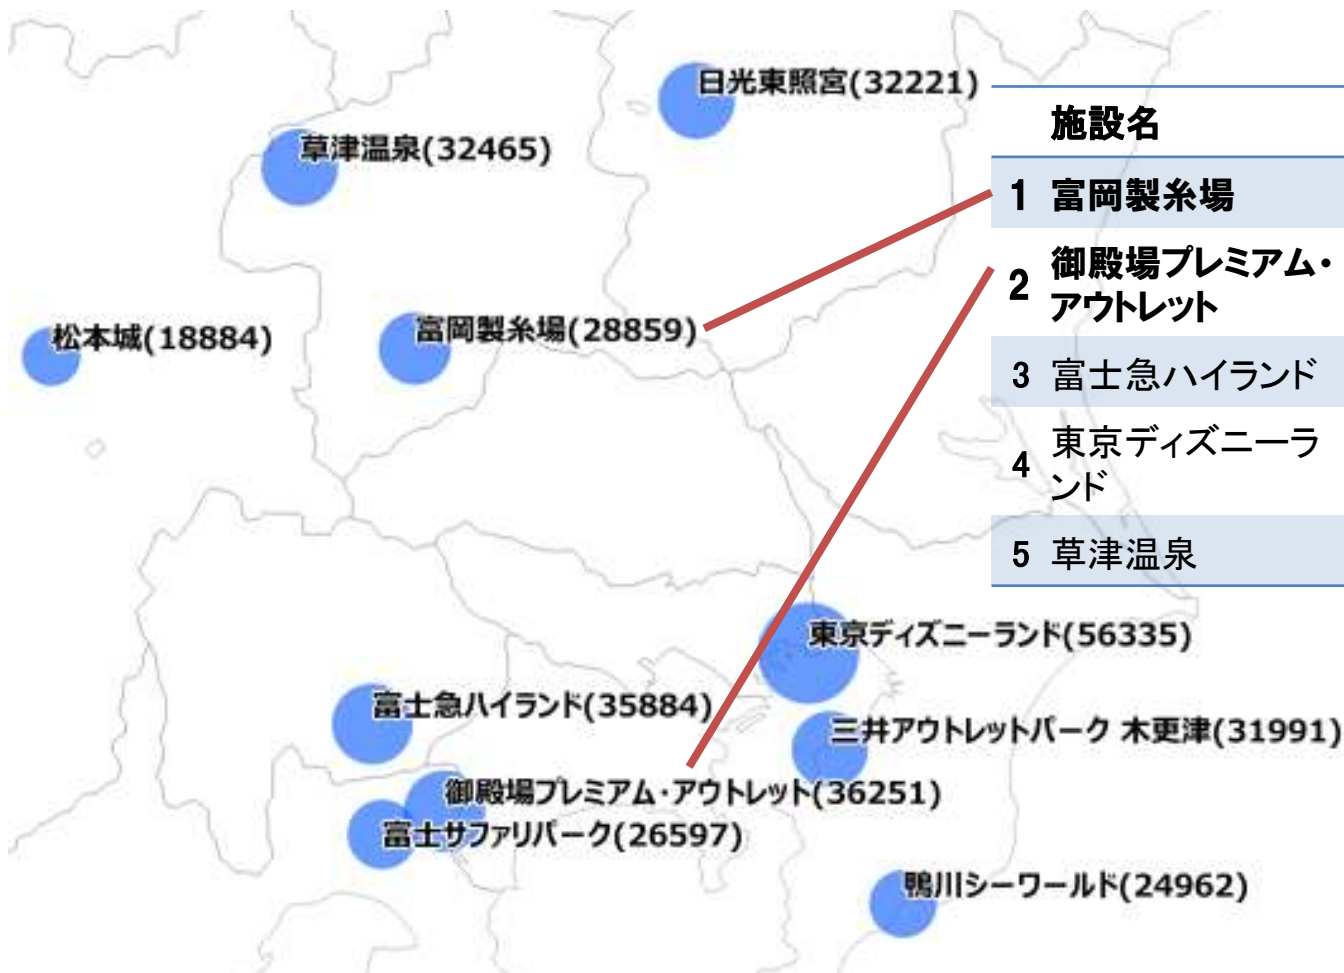 日光東照宮(32221)
草津温泉(32465)
松本城(18884)
富岡製糸場(28859)
東京ディズニーランド(56335)
富士急ハイランド(35884)
三井アウトレットパーク 木更津(31991)
御殿場プレミアム・アウトレット(36251)
富士サファリパーク(26597)
鴨川シーワールド(24962)
施設名
1 富岡製糸場
2 御殿場プレミアム・
アウトレット
3 富士急ハイランド
4 東京ディズニーラ
ンド
5 草津温泉